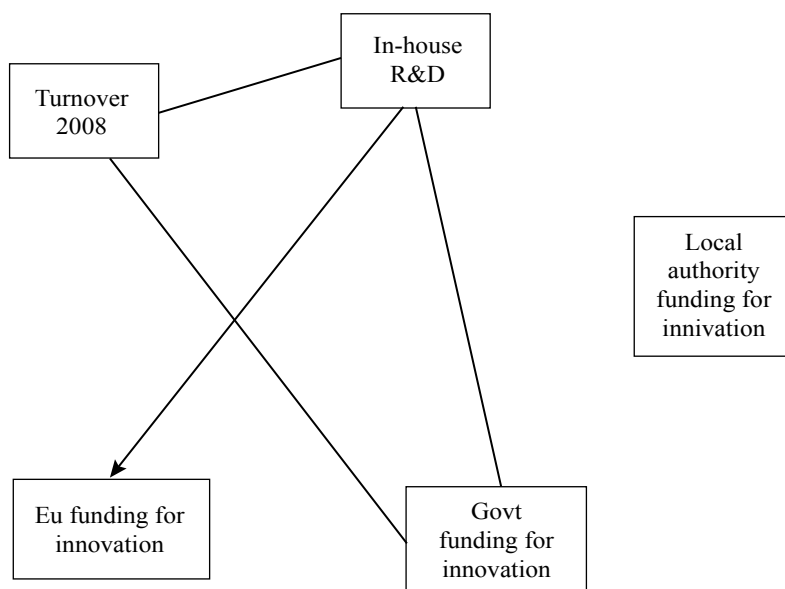 In-house
R&D
Turnover
2008
Local
authority
funding for
innivation
Eu funding for
innovation
Govt
funding for
innovation